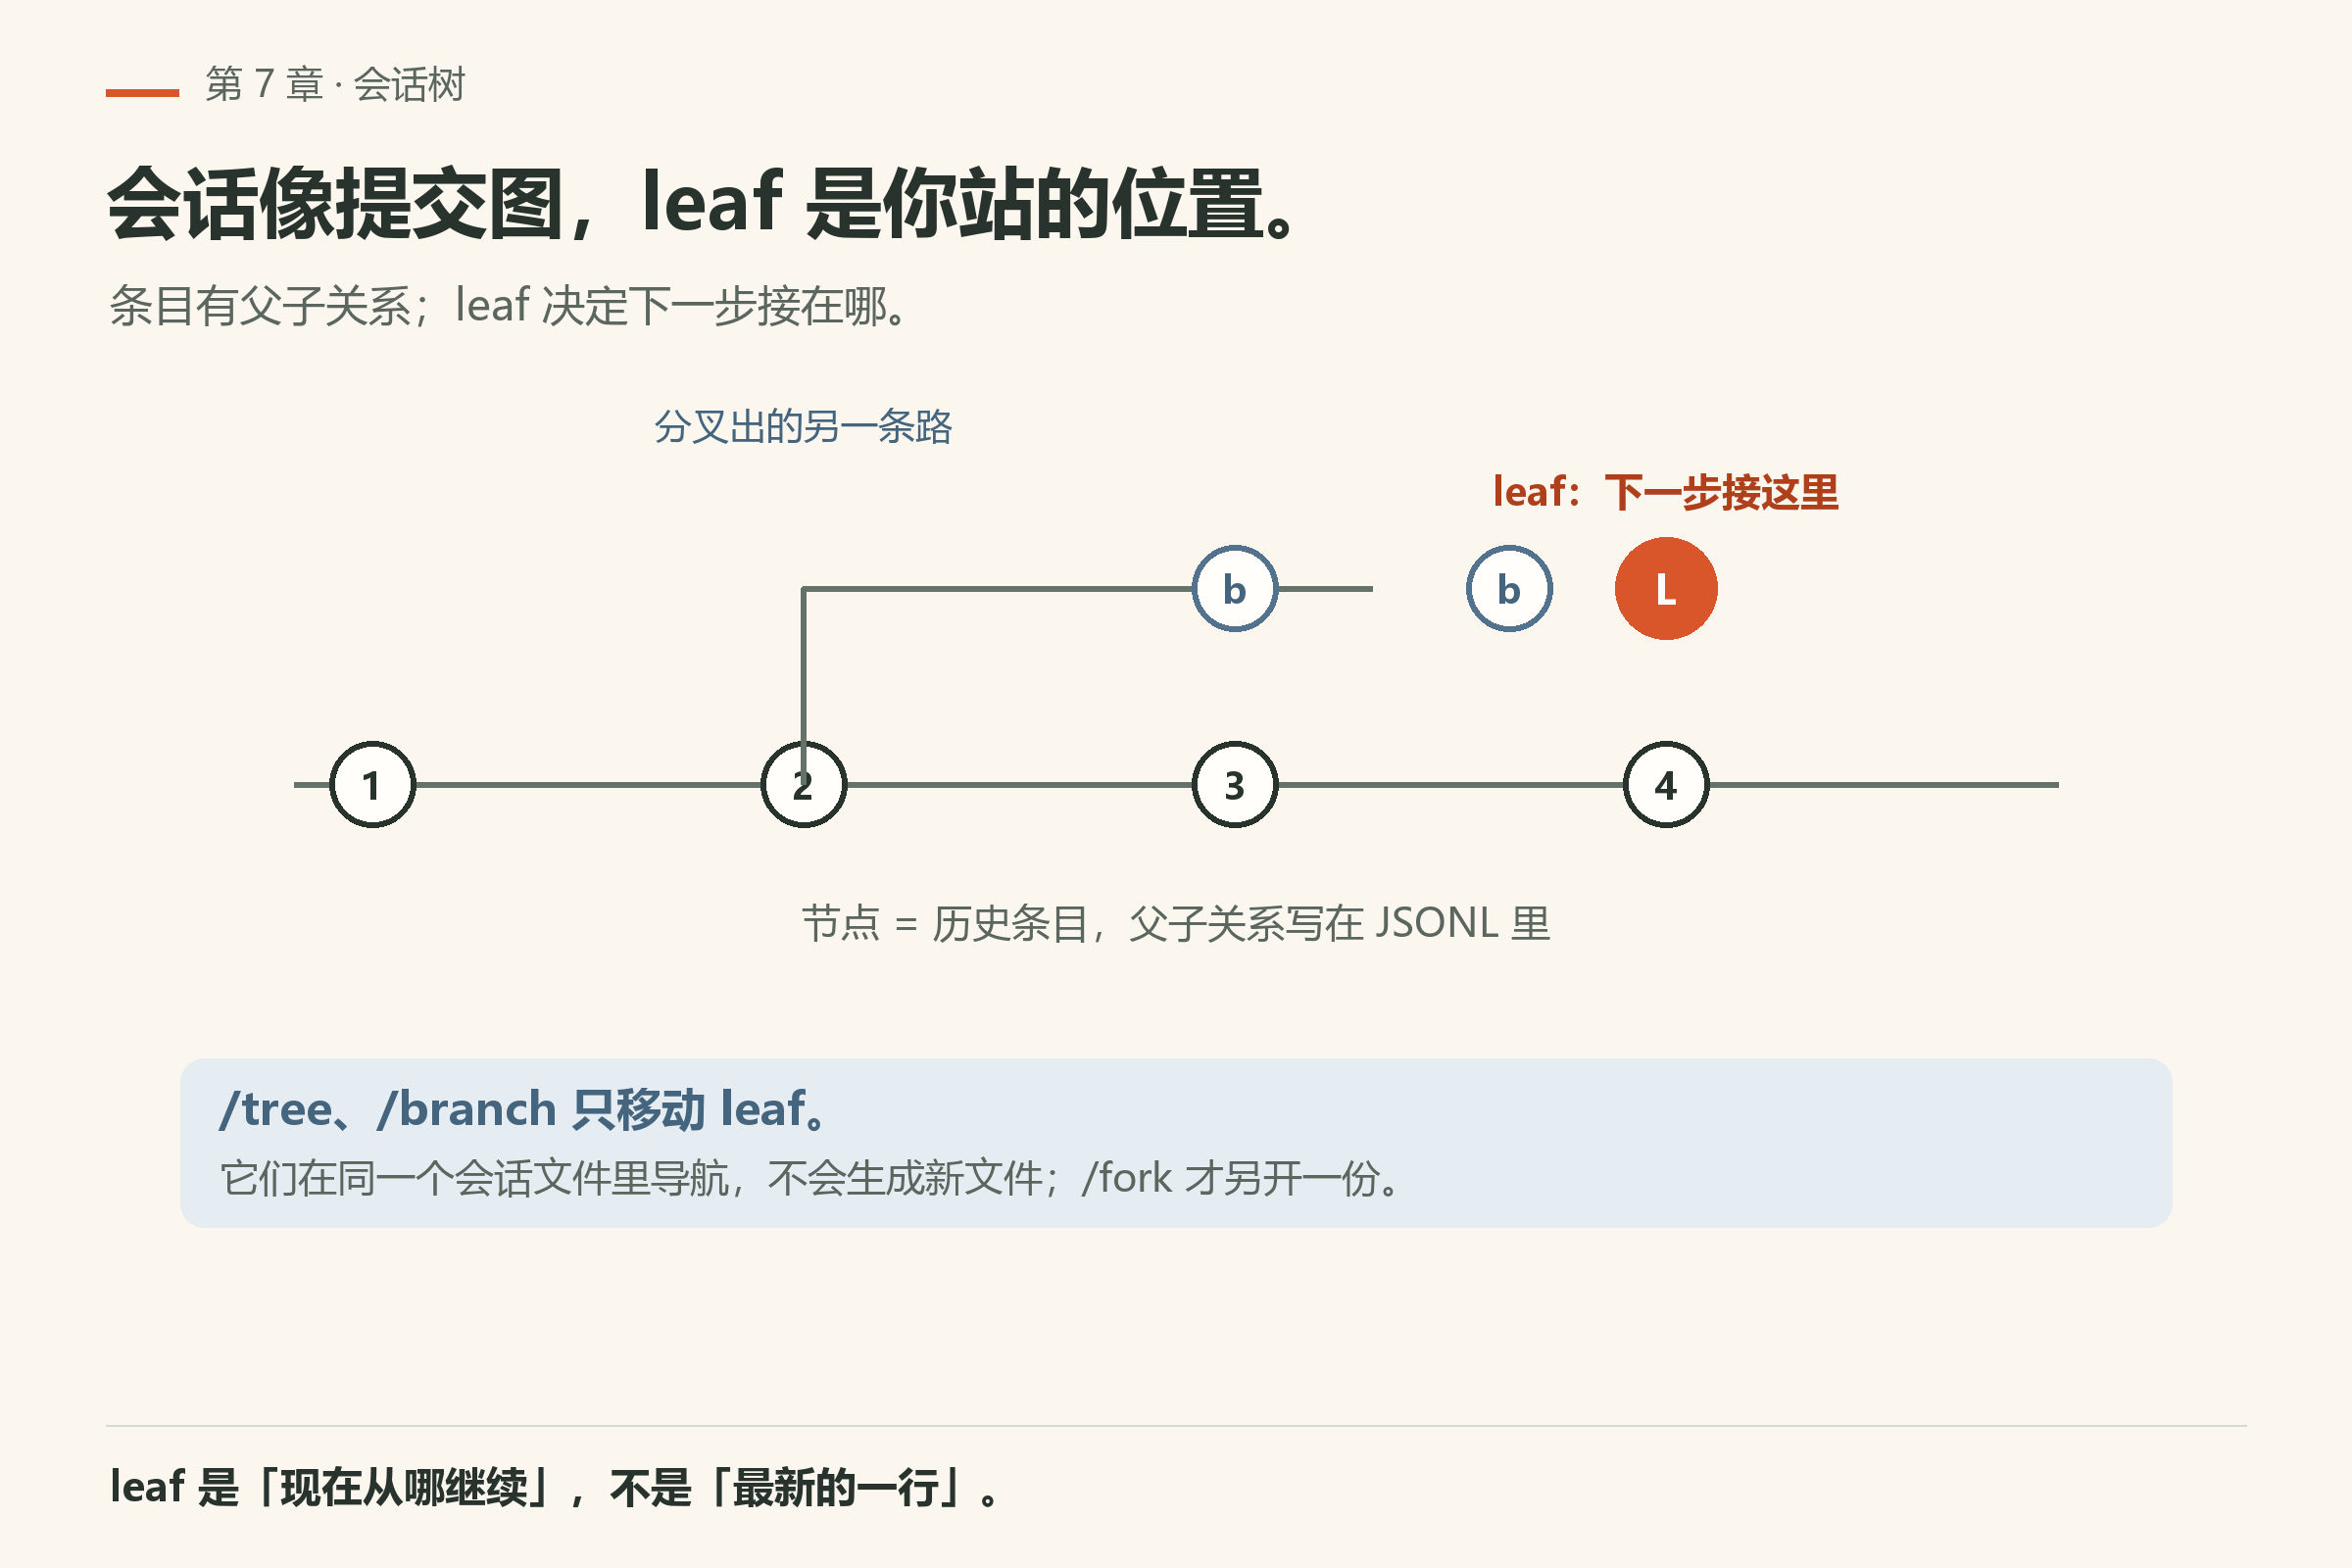 第 7 章 · 会话树
会话像提交图，leaf 是你站的位置。
条目有父子关系；leaf 决定下一步接在哪。
分叉出的另一条路
leaf：下一步接这里
b
b
L
1
2
3
4
节点 = 历史条目，父子关系写在 JSONL 里
/tree、/branch 只移动 leaf。
它们在同一个会话文件里导航，不会生成新文件；/fork 才另开一份。
leaf 是「现在从哪继续」，不是「最新的一行」。